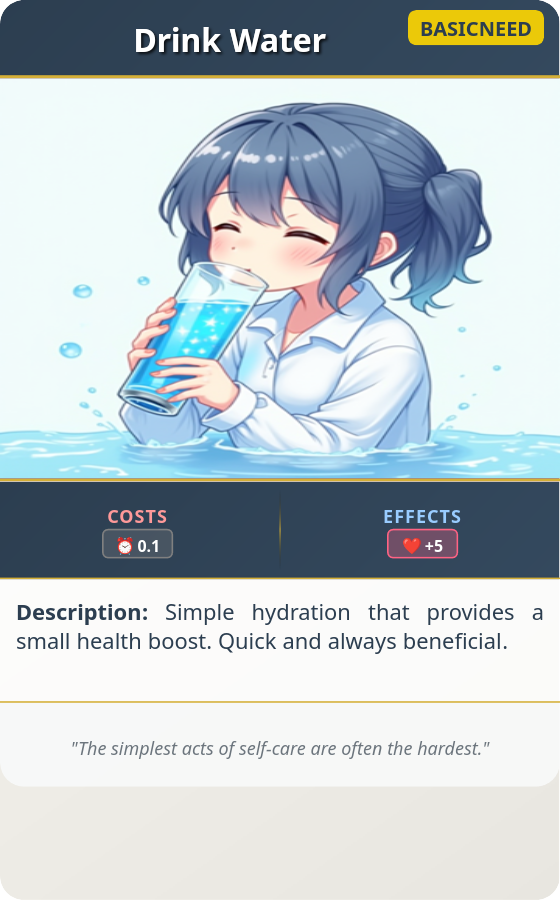 Drink Water
BASICNEED
COSTS
⏰ 0.1
EFFECTS
❤️ +5
Description: Simple hydration that provides a
small health boost. Quick and always beneficial.
"The simplest acts of self-care are often the hardest."